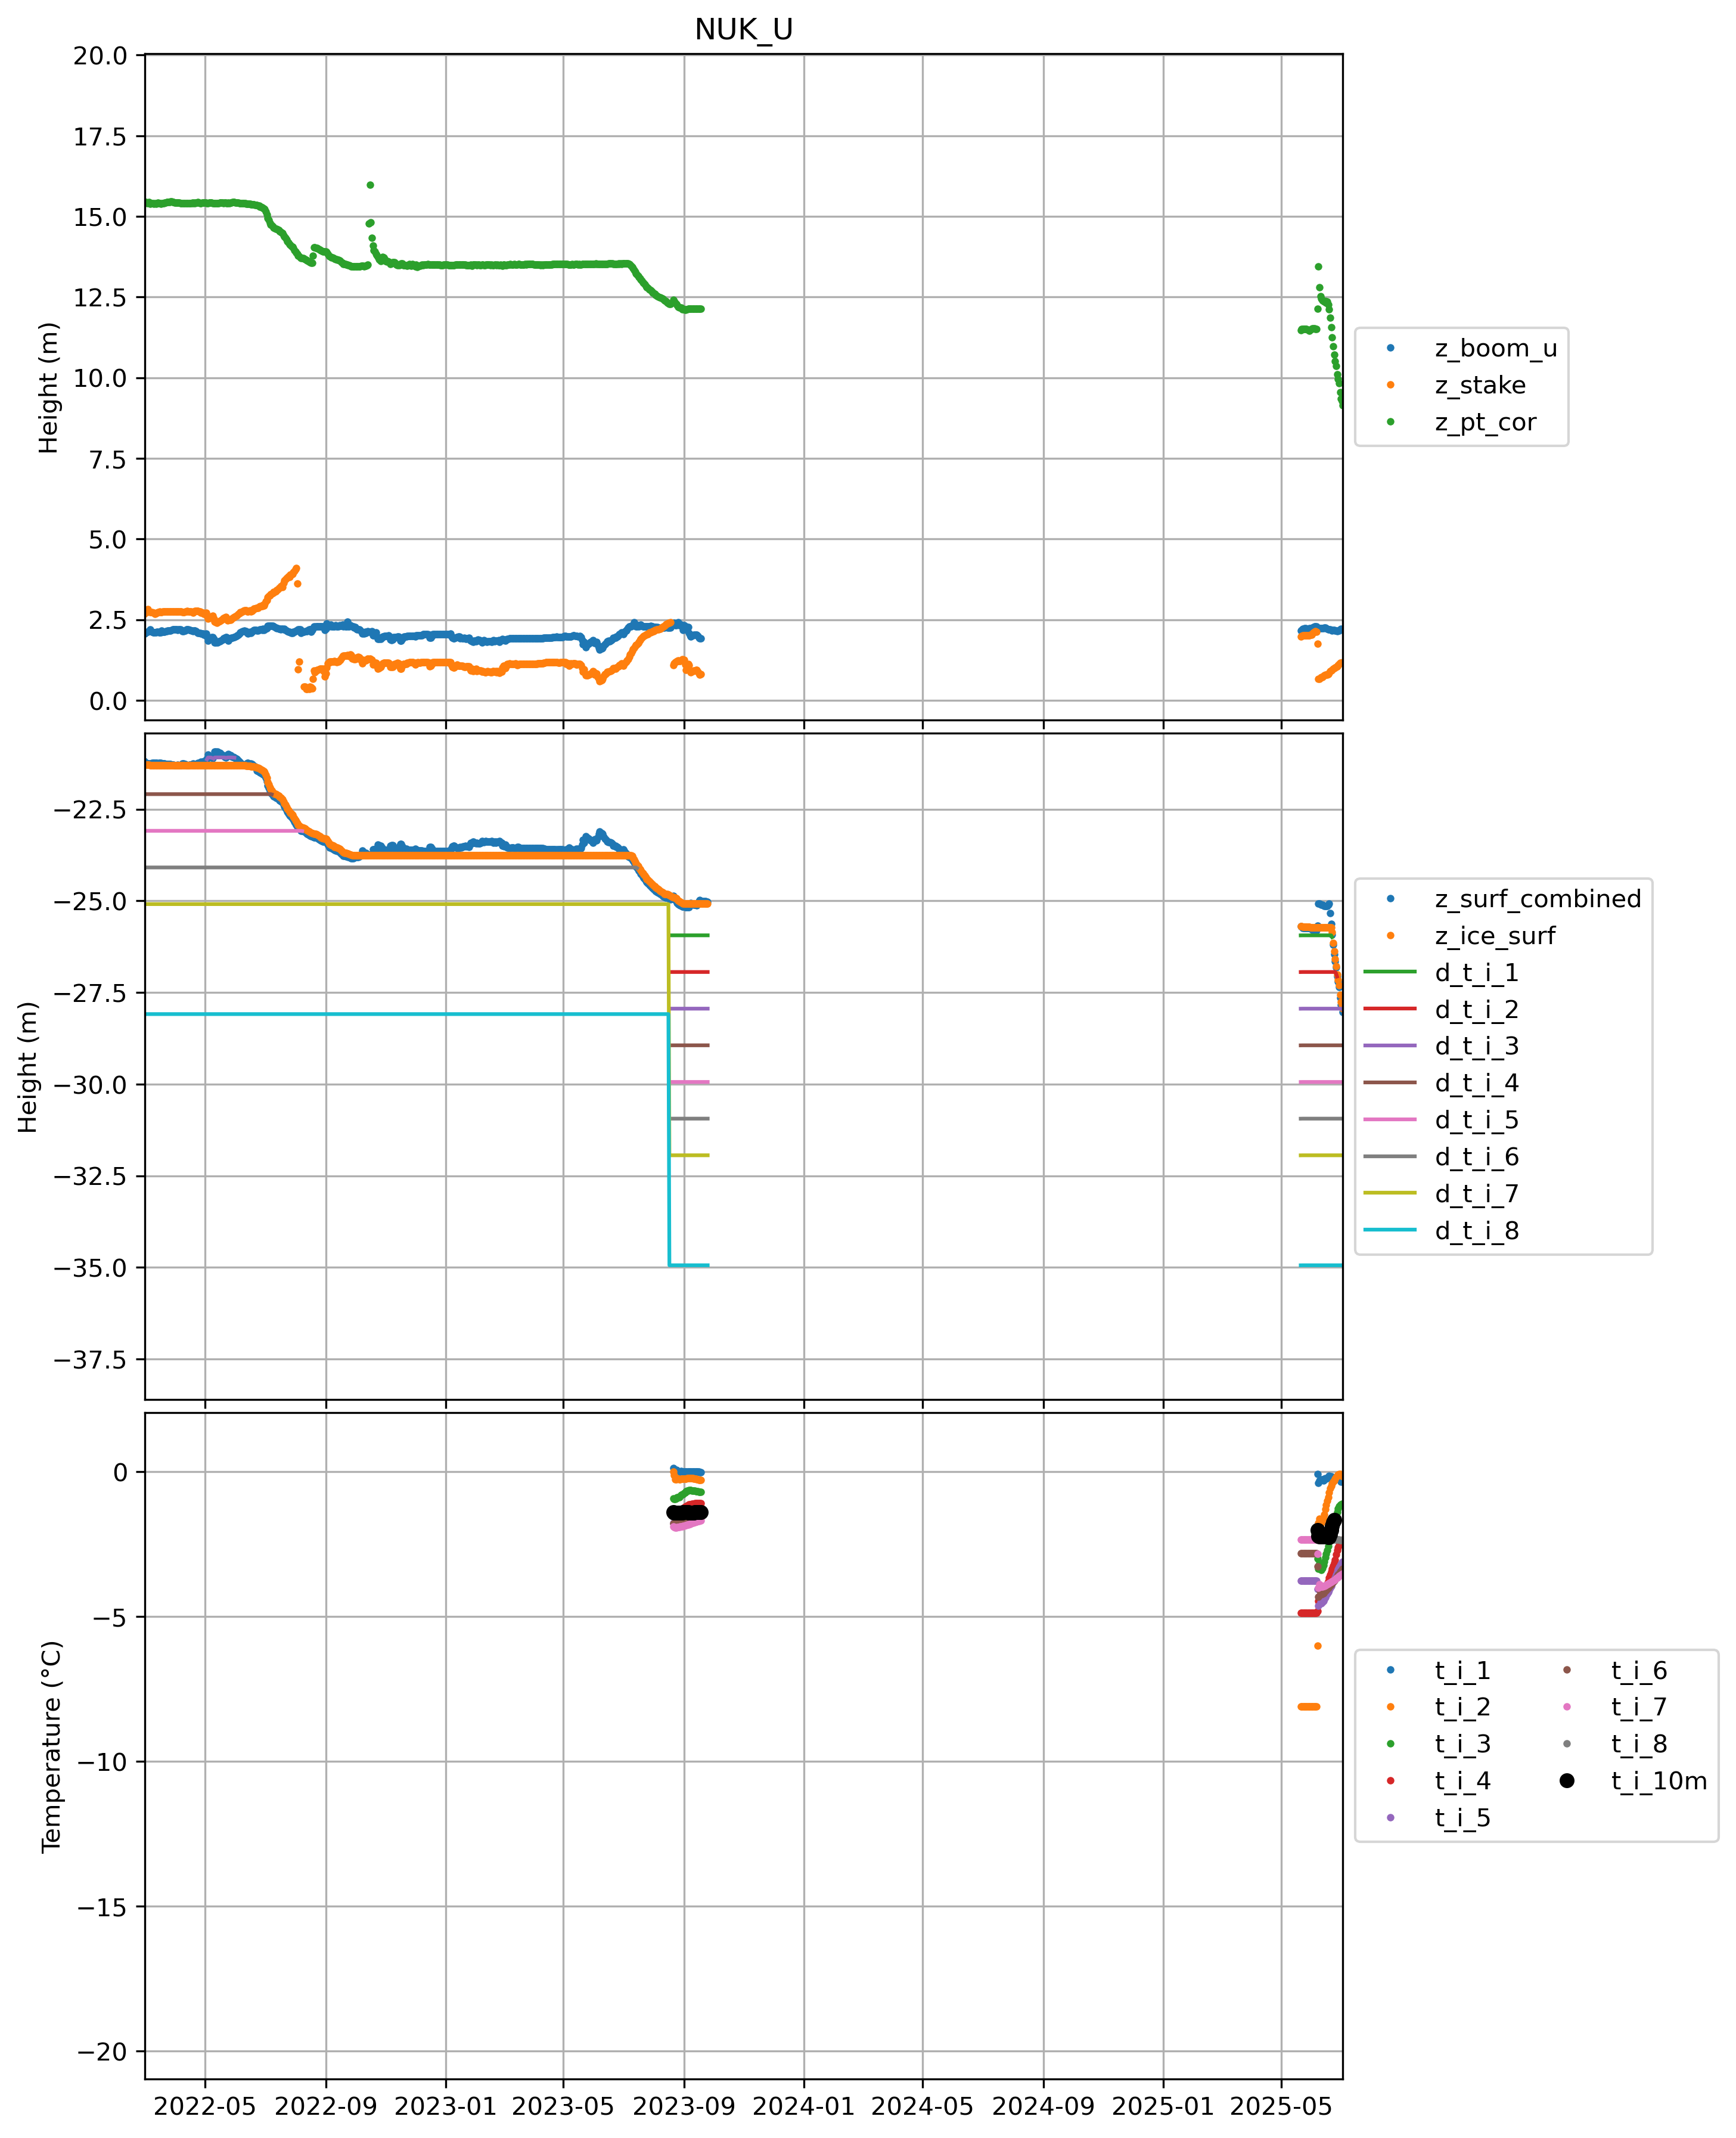 NUK_U
20.0
17.5
15.0
12.5
10.0
7.5
5.0
2.5
0.0
Height (m)
z_boom_u
z_stake
z_pt_cor
−22.5
−25.0
−27.5
−30.0
−32.5
−35.0
−37.5
Height (m)
z_surf_combined
z_ice_surf
d_t_i_1
d_t_i_2
d_t_i_3
d_t_i_4
d_t_i_5
d_t_i_6
d_t_i_7
d_t_i_8
0
−5
−10
−15
−20
Temperature (°C)
t_i_1
t_i_2
t_i_3
t_i_4
t_i_5
t_i_6
t_i_7
t_i_8
t_i_10m
2022-05 2022-09 2023-01 2023-05 2023-09 2024-01 2024-05 2024-09 2025-01 2025-05